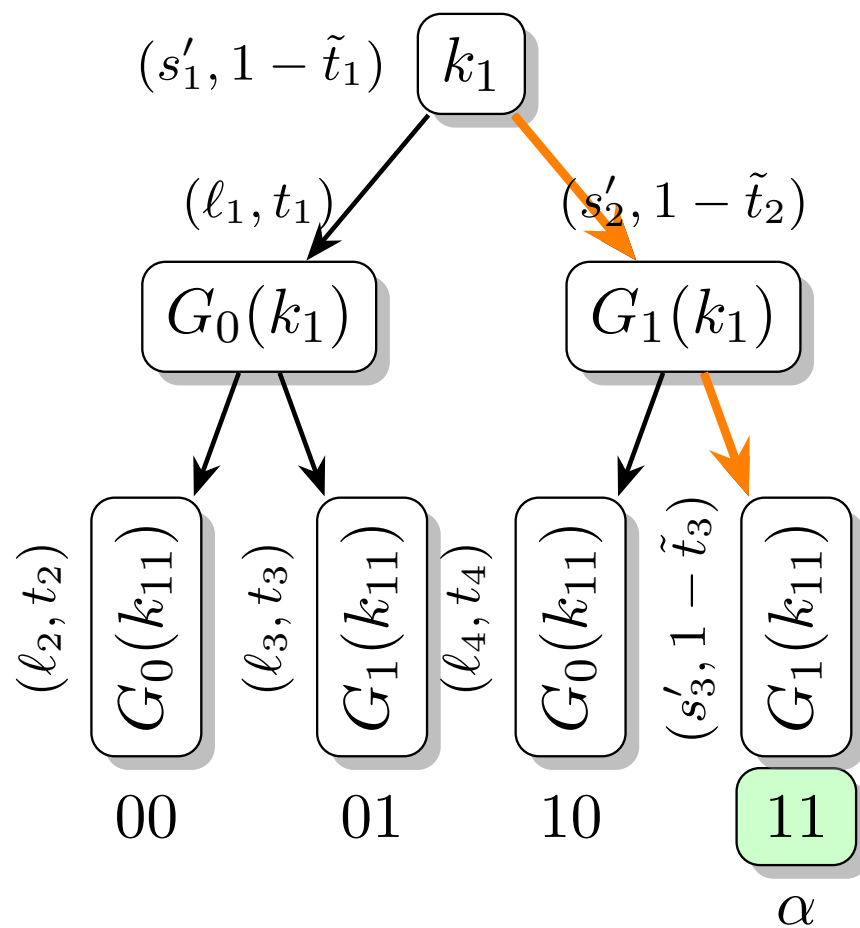 (s′₁, 1 − t̃₁)
k₁
(ℓ₁, t₁)
(s′₂, 1 − t̃₂)
G₀(k₁)
G₁(k₁)
(ℓ₂, t₂)
G₀(k₁₁)
(ℓ₃, t₃)
G₁(k₁₁)
(ℓ₄, t₄)
G₀(k₁₁)
(s′₃, 1 − t̃₃)
G₁(k₁₁)
00
01
10
11
α